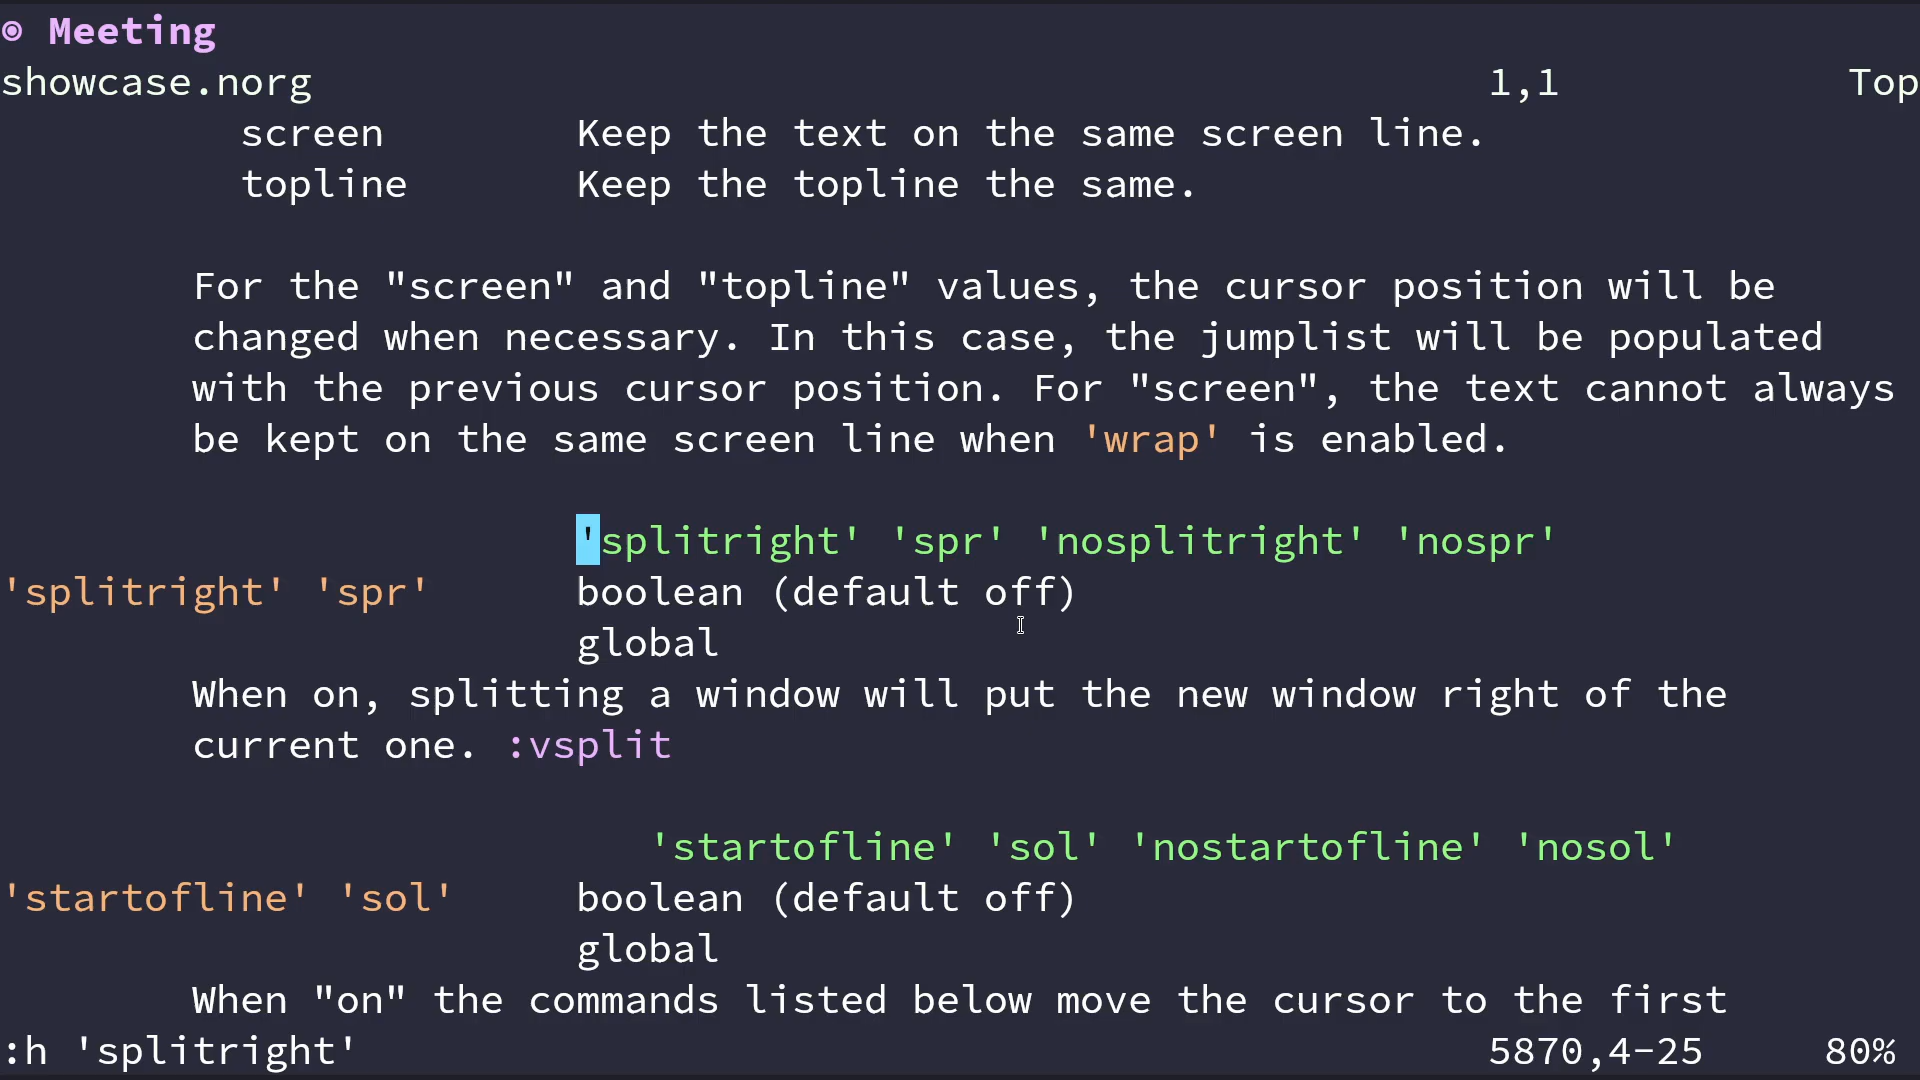 Meeting
showcase.norg 1,1 Top
screen Keep the text on the same screen line.
topline Keep the topline the same.
For the "screen" and "topline" values, the cursor position will be
changed when necessary. In this case, the jumplist will be populated
with the previous cursor position. For "screen", the text cannot always
be kept on the same screen line when 'wrap' is enabled.
'splitright' 'spr' 'nosplitright' 'nospr'
'splitright' 'spr' boolean (default off)
global
When on, splitting a window will put the new window right of the
current one. :vsplit
'startofline' 'sol' 'nostartofline' 'nosol'
'startofline' 'sol' boolean (default off)
global
When "on" the commands listed below move the cursor to the first
:h 'splitright' 5870,4-25 80%